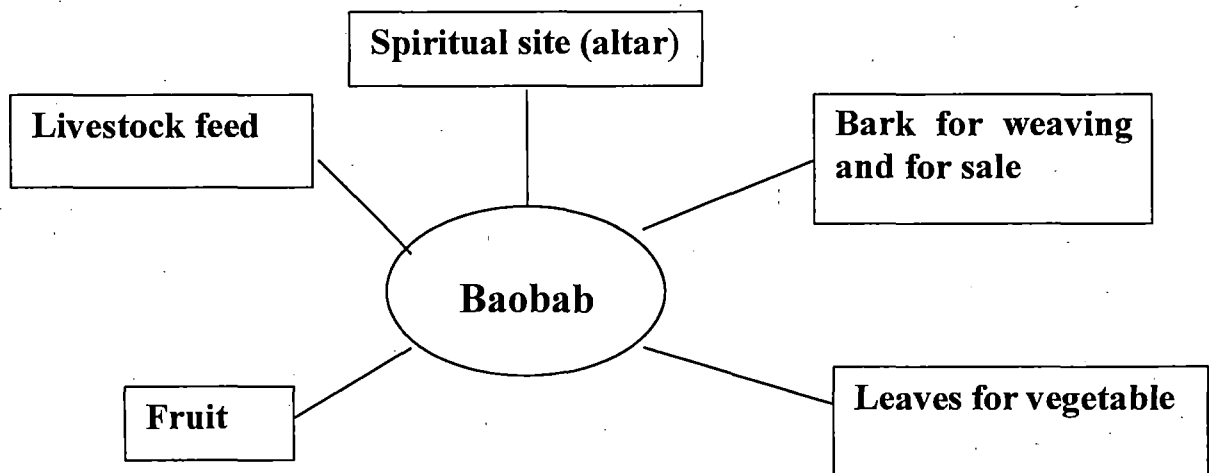 Spiritual site (altar)
Livestock feed
Bark for weaving
and for sale
Baobab
Fruit
Leaves for vegetable